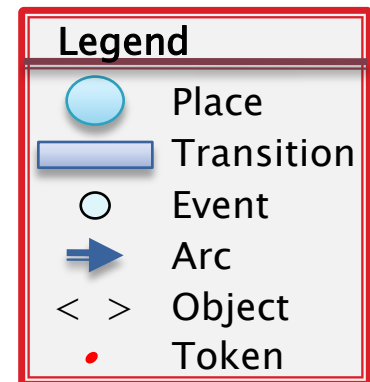 Legend
Place
Transition
Event
Arc
< > Object
Token